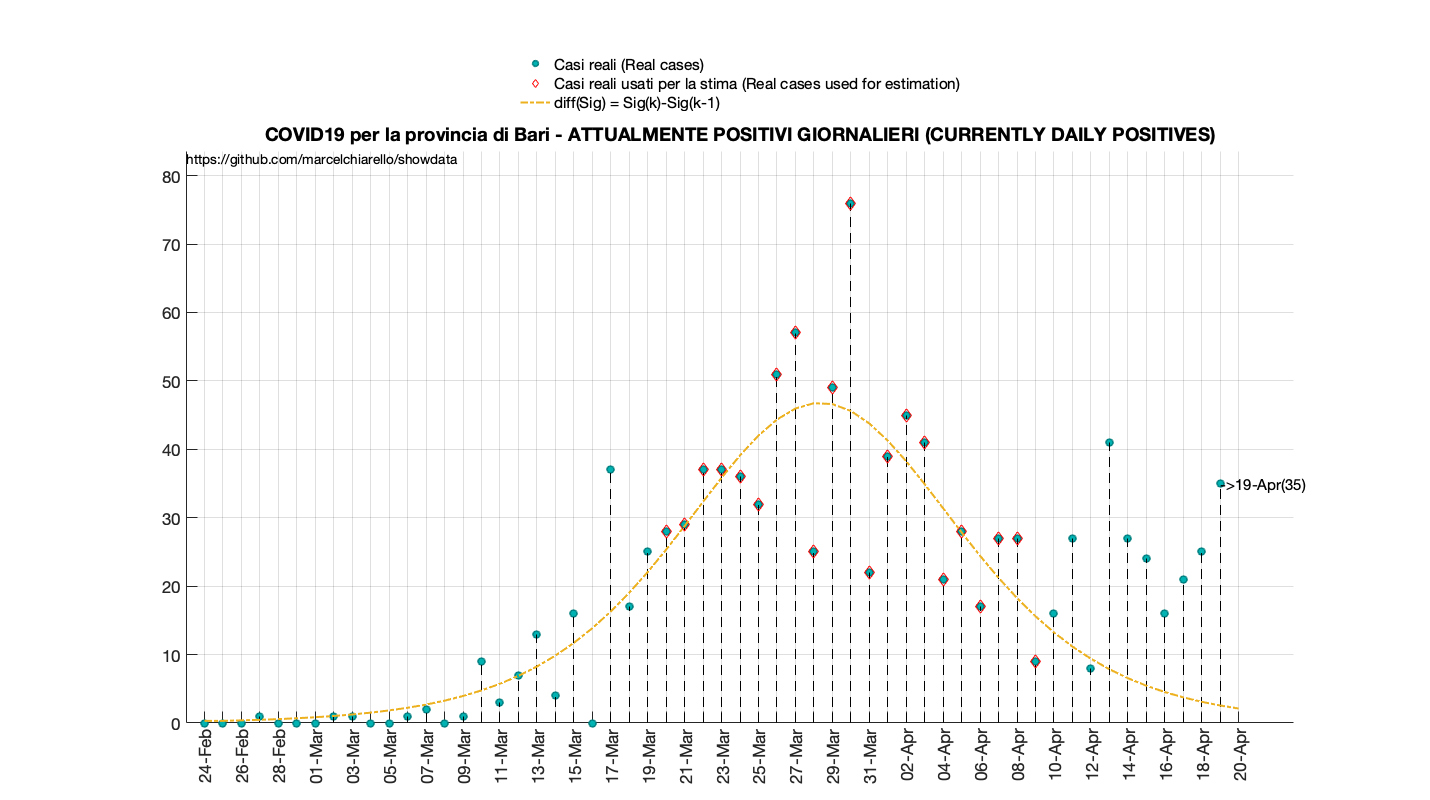 Casi reali (Real cases)
Casi reali usati per la stima (Real cases used for estimation)
diff(Sig) = Sig(k)-Sig(k-1)
COVID19 per la provincia di Bari - ATTUALMENTE POSITIVI GIORNALIERI (CURRENTLY DAILY POSITIVES)
https://github.com/marcelchiarello/showdata
80
70
60
50
40
30
20
10
0
->19-Apr(35)
24-Feb
26-Feb
28-Feb
01-Mar
03-Mar
05-Mar
07-Mar
09-Mar
11-Mar
13-Mar
15-Mar
17-Mar
19-Mar
21-Mar
23-Mar
25-Mar
27-Mar
29-Mar
31-Mar
02-Apr
04-Apr
06-Apr
08-Apr
10-Apr
12-Apr
14-Apr
16-Apr
18-Apr
20-Apr